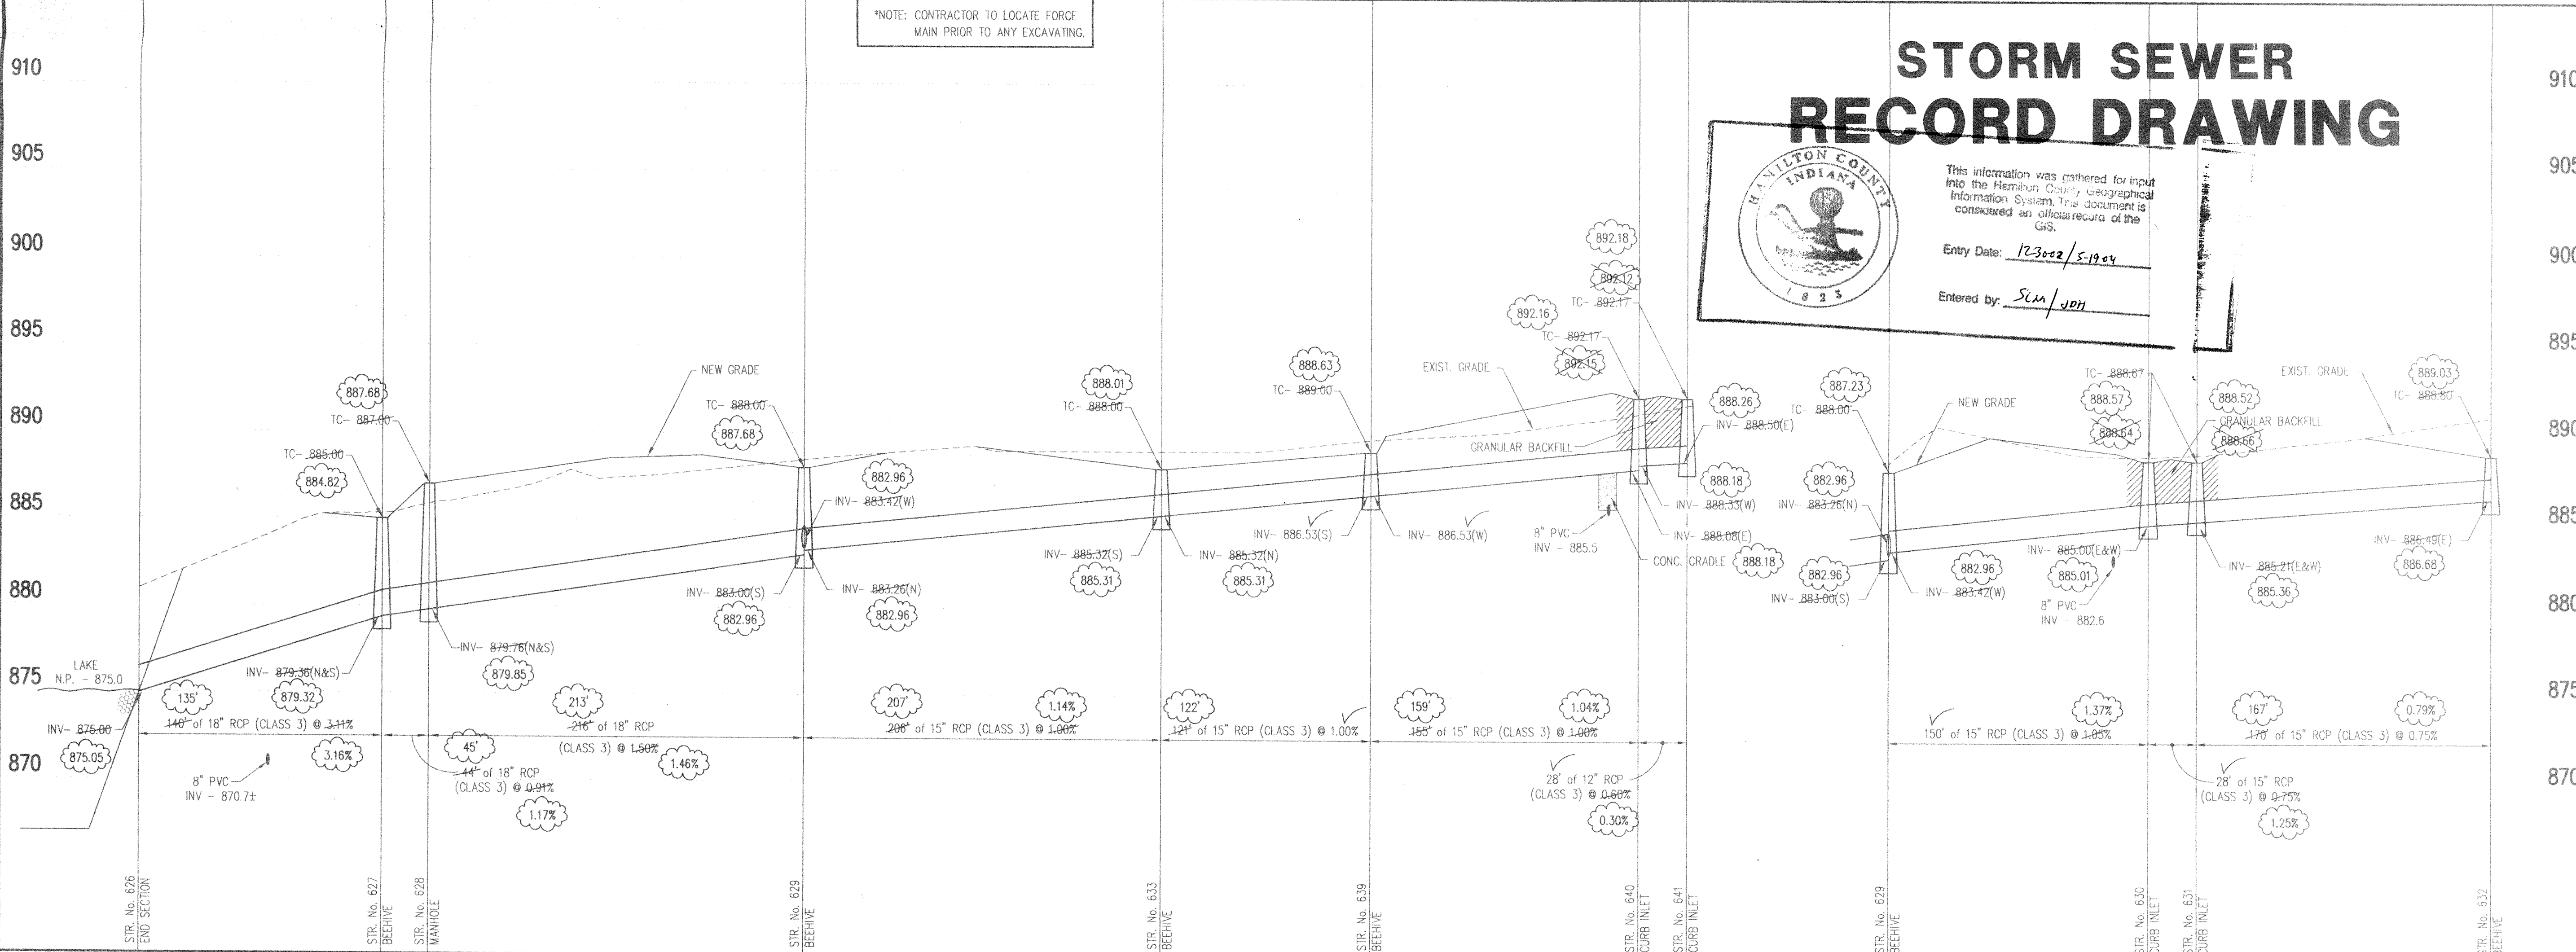 *NOTE: CONTRACTOR TO LOCATE FORCE
MAIN PRIOR TO ANY EXCAVATING.
STORM SEWER
RECORD DRAWING
HAMILTON COUNTY
INDIANA
1823
This information was gathered for input
into the Hamilton County Geographical
Information System. This document is
considered an official record of the
GIS.
Entry Date: 123002/5-1904
Entered by: SLM/JDH
910
905
900
895
890
885
880
875
870
910
905
900
895
890
885
880
875
870
LAKE
N.P. - 875.0
INV- 875.00
875.05
TC- 885.00
884.82
887.68
TC- 887.00
INV- 879.36(N&S)
879.32
INV- 879.76(N&S)
879.85
NEW GRADE
TC- 888.00
887.68
882.96
INV- 883.42(W)
INV- 883.00(S)
882.96
INV- 883.26(N)
882.96
888.01
TC- 888.00
INV- 885.32(S)
885.31
INV- 885.32(N)
885.31
888.63
TC- 889.00
INV- 886.53(S)
INV- 886.53(W)
EXIST. GRADE
892.18
892.12
TC- 892.17
892.16
TC- 892.17
892.15
GRANULAR BACKFILL
888.26
INV- 888.50(E)
888.18
INV- 888.33(W)
INV- 888.08(E)
888.18
8" PVC
INV - 885.5
CONC. CRADLE
887.23
TC- 888.00
882.96
INV- 883.26(N)
882.96
INV- 883.00(S)
882.96
INV- 883.42(W)
NEW GRADE
TC- 888.67
888.57
888.64
888.52
GRANULAR BACKFILL
888.66
INV- 885.00(E&W)
885.01
8" PVC
INV - 882.6
INV- 885.21(E&W)
885.36
EXIST. GRADE
889.03
TC- 888.80
INV- 886.49(E)
886.68
135'
140' of 18" RCP (CLASS 3) @ 3.11%
3.16%
8" PVC
INV - 870.7±
45'
44' of 18" RCP
(CLASS 3) @ 0.91%
1.17%
213'
216' of 18" RCP
(CLASS 3) @ 1.50%
1.46%
207'
1.14%
206' of 15" RCP (CLASS 3) @ 1.00%
122'
121' of 15" RCP (CLASS 3) @ 1.00%
159'
1.04%
155' of 15" RCP (CLASS 3) @ 1.00%
28' of 12" RCP
(CLASS 3) @ 0.60%
0.30%
1.37%
150' of 15" RCP (CLASS 3) @ 1.05%
28' of 15" RCP
(CLASS 3) @ 0.75%
1.25%
167'
0.79%
170' of 15" RCP (CLASS 3) @ 0.75%
STR. No. 626
END SECTION
STR. No. 627
BEEHIVE
STR. No. 628
MANHOLE
STR. No. 629
BEEHIVE
STR. No. 633
BEEHIVE
STR. No. 639
BEEHIVE
STR. No. 640
CURB INLET
STR. No. 641
CURB INLET
STR. No. 629
BEEHIVE
STR. No. 630
CURB INLET
STR. No. 631
CURB INLET
STR. No. 632
BEEHIVE